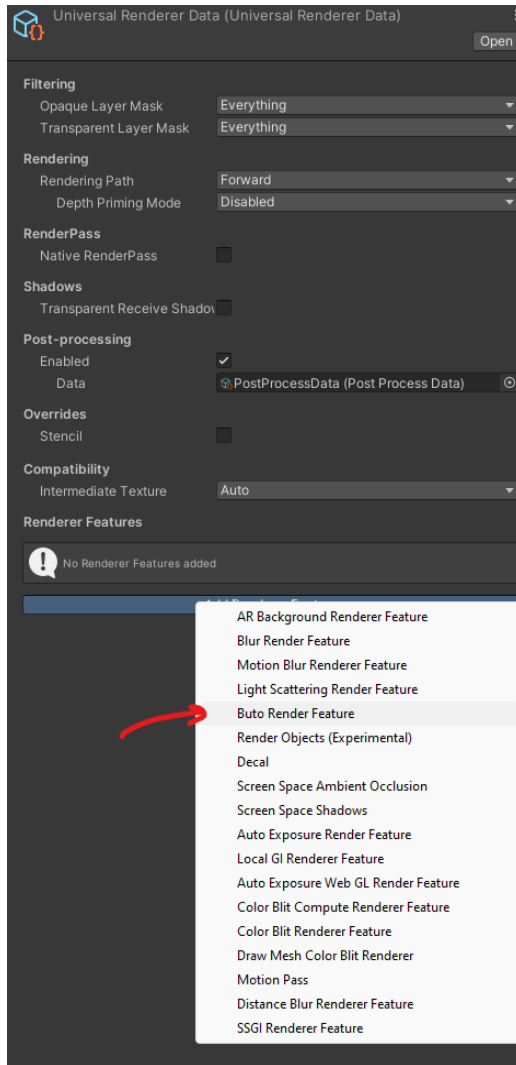 Universal Renderer Data (Universal Renderer Data)
Open
Filtering
Opaque Layer Mask Everything
Transparent Layer Mask Everything
Rendering
Rendering Path Forward
Depth Priming Mode Disabled
RenderPass
Native RenderPass
Shadows
Transparent Receive Shadov
Post-processing
Enabled
Data PostProcessData (Post Process Data)
Overrides
Stencil
Compatibility
Intermediate Texture Auto
Renderer Features
No Renderer Features added
AR Background Renderer Feature
Blur Render Feature
Motion Blur Renderer Feature
Light Scattering Render Feature
Buto Render Feature
Render Objects (Experimental)
Decal
Screen Space Ambient Occlusion
Screen Space Shadows
Auto Exposure Render Feature
Local GI Renderer Feature
Auto Exposure Web GL Render Feature
Color Blit Compute Renderer Feature
Color Blit Renderer Feature
Draw Mesh Color Blit Renderer
Motion Pass
Distance Blur Renderer Feature
SSGI Renderer Feature